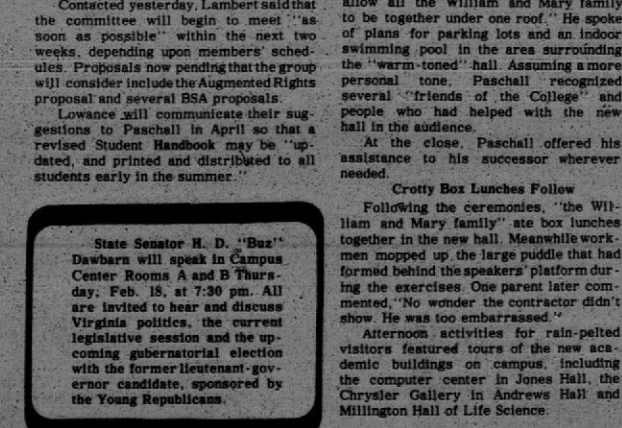 Contacted yesterday, Lambert said that
the committee will begin to meet "as
soon as possible" within the next two
weeks, depending upon members' sched-
ules. Proposals now pending that the group
will consider include the Augmented Rights
proposal and several BSA proposals.
Lowance will communicate their sug-
gestions to Paschall in April so that a
revised Student Handbook may be "up-
dated, and printed and distributed to all
students early in the summer."
State Senator H. D. "Buz"
Dawbarn will speak in Campus
Center Rooms A and B Thurs-
day, Feb. 18, at 7:30 pm. All
are invited to hear and discuss
Virginia politics, the current
legislative session and the up-
coming gubernatorial election
with the former lieutenant-gov-
ernor candidate, sponsored by
the Young Republicans.
allow all the William and Mary family
to be together under one roof." He spoke
of plans for parking lots and an indoor
swimming pool in the area surrounding
the "warm-toned" hall. Assuming a more
personal tone, Paschall recognized
several "friends of the College" and
people who had helped with the new
hall in the audience.
At the close, Paschall offered his
assistance to his successor wherever
needed.
Crotty Box Lunches Follow
Following the ceremonies, "the Wil-
liam and Mary family" ate box lunches
together in the new hall. Meanwhile work-
men mopped up the large puddle that had
formed behind the speakers' platform dur-
ing the exercises. One parent later com-
mented, "No wonder the contractor didn't
show. He was too embarrassed."
Afternoon activities for rain-pelted
visitors featured tours of the new aca-
demic buildings on campus, including
the computer center in Jones Hall, the
Chrysler Gallery in Andrews Hall and
Millington Hall of Life Science.